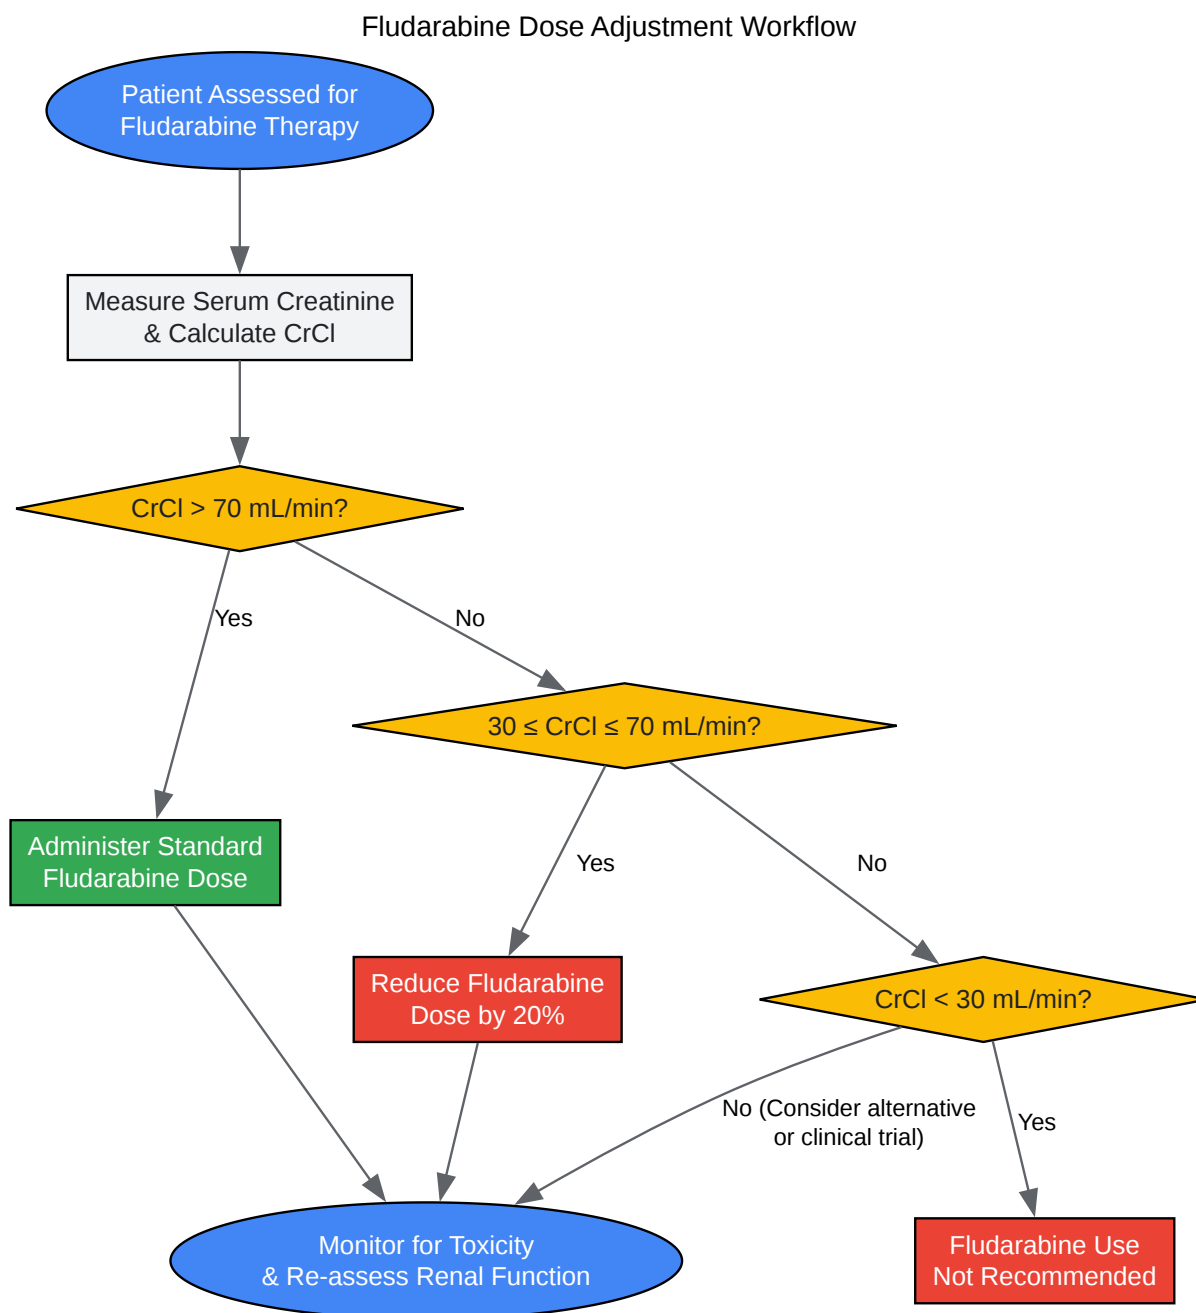 Fludarabine Dose Adjustment Workflow
Patient Assessed for
Fludarabine Therapy
Measure Serum Creatinine
& Calculate CrCl
CrCl > 70 mL/min?
Yes
No
30 ≤ CrCl ≤ 70 mL/min?
Administer Standard
Fludarabine Dose
Yes
No
Reduce Fludarabine
Dose by 20%
CrCl < 30 mL/min?
No (Consider alternative
or clinical trial)
Yes
Monitor for Toxicity
& Re-assess Renal Function
Fludarabine Use
Not Recommended